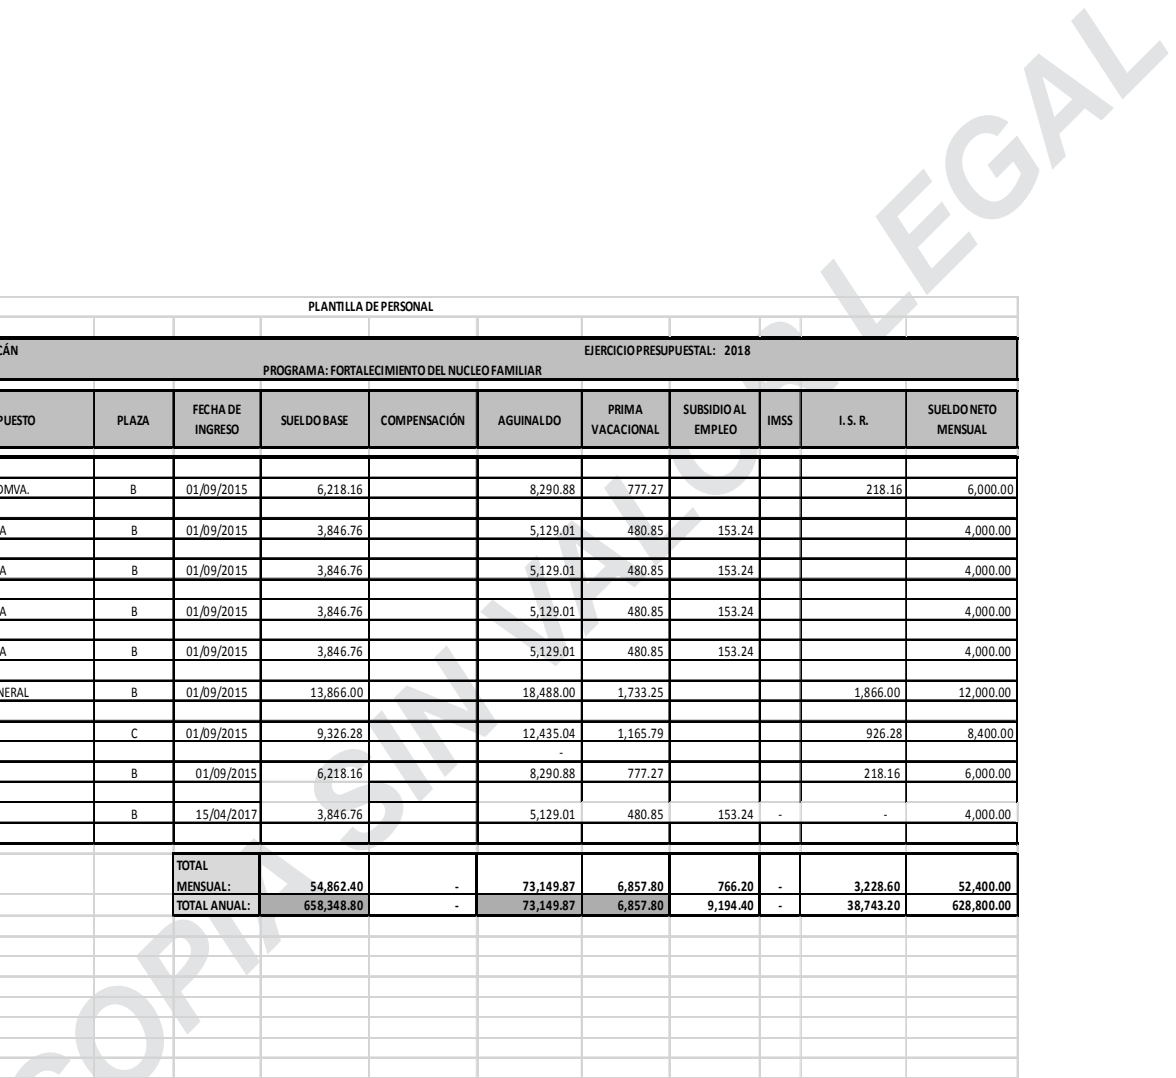 PLANTILLA DE PERSONAL
CÁN EJERCICIO PRESUPUESTAL: 2018
PROGRAMA: FORTALECIMIENTO DEL NUCLEO FAMILIAR
PUESTO PLAZA FECHA DE INGRESO SUELDO BASE COMPENSACIÓN AGUINALDO PRIMA VACACIONAL SUBSIDIO AL EMPLEO IMSS I. S. R. SUELDO NETO MENSUAL
OMVA. B 01/09/2015 6,218.16 8,290.88 777.27 218.16 6,000.00
A B 01/09/2015 3,846.76 5,129.01 480.85 153.24 4,000.00
A B 01/09/2015 3,846.76 5,129.01 480.85 153.24 4,000.00
A B 01/09/2015 3,846.76 5,129.01 480.85 153.24 4,000.00
A B 01/09/2015 3,846.76 5,129.01 480.85 153.24 4,000.00
NERAL B 01/09/2015 13,866.00 18,488.00 1,733.25 1,866.00 12,000.00
C 01/09/2015 9,326.28 12,435.04 1,165.79 926.28 8,400.00
-
B 01/09/2015 6,218.16 8,290.88 777.27 218.16 6,000.00
B 15/04/2017 3,846.76 5,129.01 480.85 153.24 - - 4,000.00
TOTAL MENSUAL: 54,862.40 - 73,149.87 6,857.80 766.20 - 3,228.60 52,400.00
TOTAL ANUAL: 658,348.80 - 73,149.87 6,857.80 9,194.40 - 38,743.20 628,800.00
COPIA SIN VALOR LEGAL